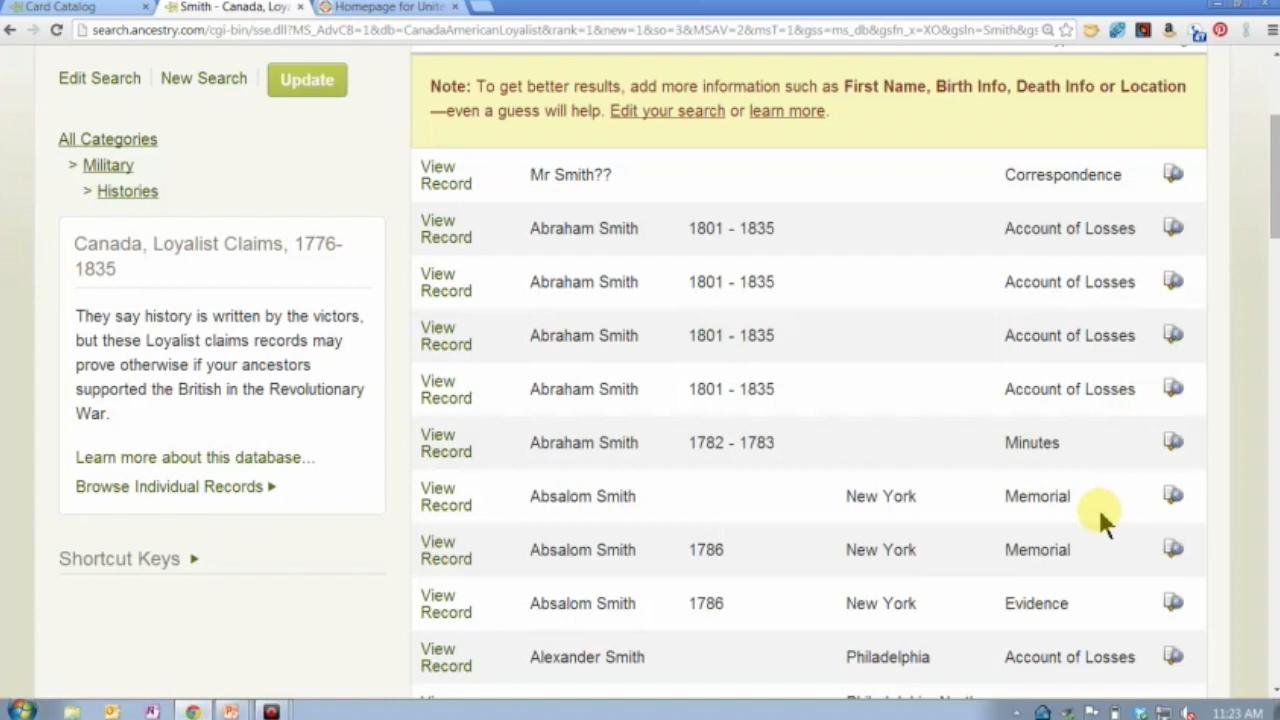 Card Catalog
Smith - Canada, Loy
Homepage for Unite
search.ancestry.com/cgi-bin/sse.dll?MS_AdvCB=1&db=CanadaAmericanLoyalist&rank=1&new=1&so=3&MSAV=2&msT=1&gss=ms_db&gsfn_x=XO&gsln=Smith&gs
Edit Search New Search Update
Note: To get better results, add more information such as First Name, Birth Info, Death Info or Location
—even a guess will help. Edit your search or learn more.
All Categories
> Military
> Histories
Canada, Loyalist Claims, 1776-
1835
They say history is written by the victors,
but these Loyalist claims records may
prove otherwise if your ancestors
supported the British in the Revolutionary
War.
Learn more about this database...
Browse Individual Records
Shortcut Keys
View
Record Mr Smith?? Correspondence
View
Record Abraham Smith 1801 - 1835 Account of Losses
View
Record Abraham Smith 1801 - 1835 Account of Losses
View
Record Abraham Smith 1801 - 1835 Account of Losses
View
Record Abraham Smith 1801 - 1835 Account of Losses
View
Record Abraham Smith 1782 - 1783 Minutes
View
Record Absalom Smith New York Memorial
View
Record Absalom Smith 1786 New York Memorial
View
Record Absalom Smith 1786 New York Evidence
View
Record Alexander Smith Philadelphia Account of Losses
11:23 AM